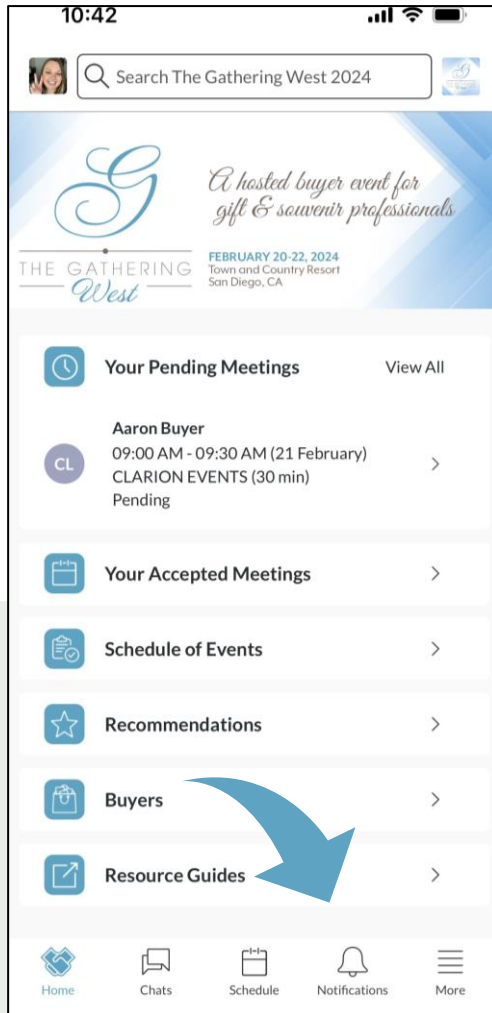 10:42
Search The Gathering West 2024
G
THE GATHERING
West
A hosted buyer event for
gift & souvenir professionals
FEBRUARY 20-22, 2024
Town and Country Resort
San Diego, CA
Your Pending Meetings View All
Aaron Buyer
09:00 AM - 09:30 AM (21 February)
CL
CLARION EVENTS (30 min)
Pending
Your Accepted Meetings
Schedule of Events
Recommendations
Buyers
Resource Guides
Home Chats Schedule Notifications More